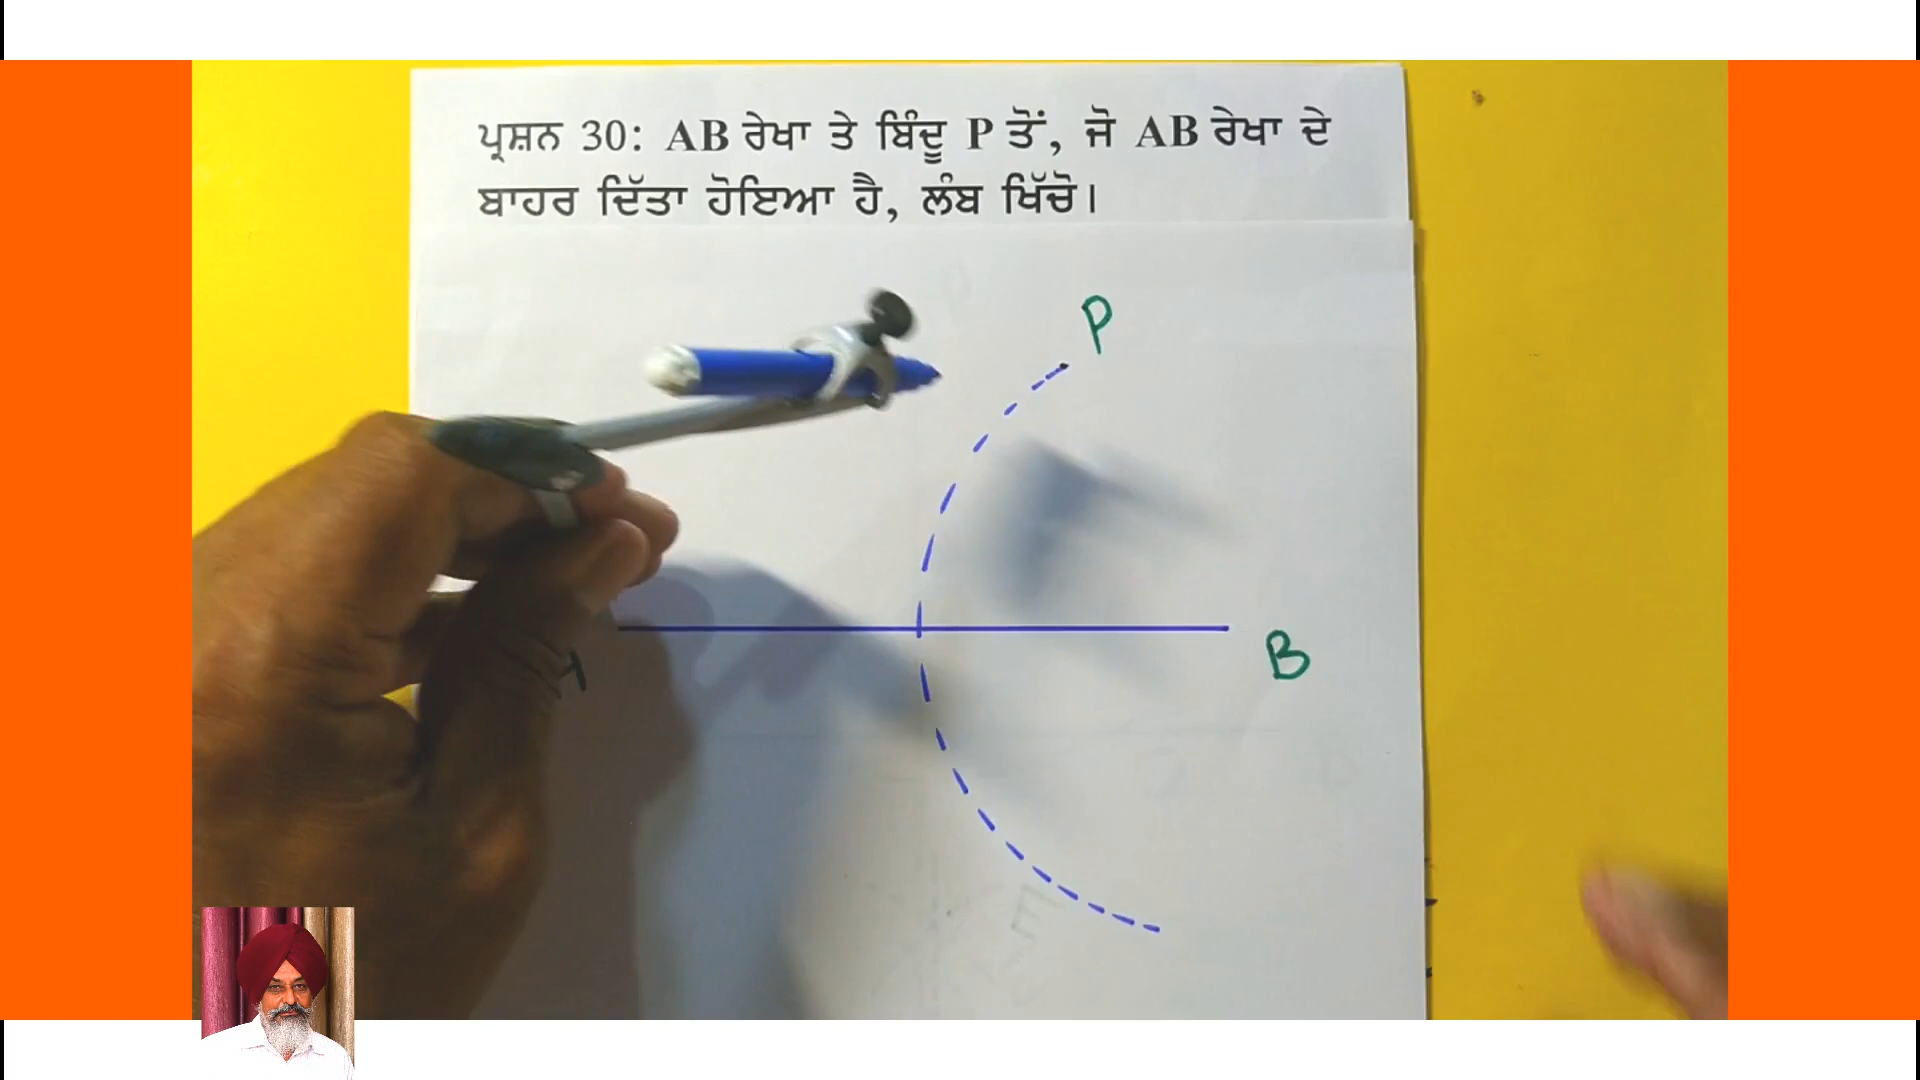 ਪ੍ਰਸ਼ਨ 30: AB ਰੇਖਾ ਤੇ ਬਿੰਦੂ P ਤੋਂ, ਜੋ AB ਰੇਖਾ ਦੇ
ਬਾਹਰ ਦਿੱਤਾ ਹੋਇਆ ਹੈ, ਲੰਬ ਖਿੱਚੋ।
P
B